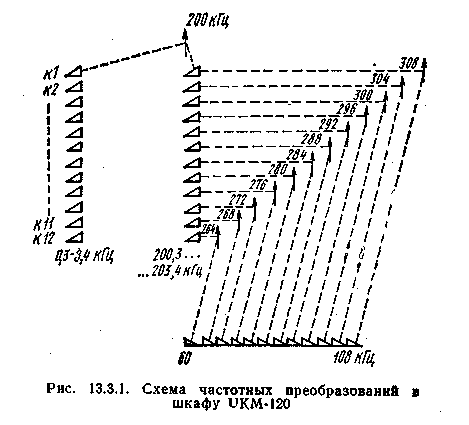 200 кГц
308
к1
304
к2
300
296
292
288
284
280
276
272
268
к11
264
к12
0,3-3,4 кГц
200,3...
...203,4 кГц
60
108 кГц
Рис. 13.3.1. Схема частотных преобразований в
шкафу UKM-120